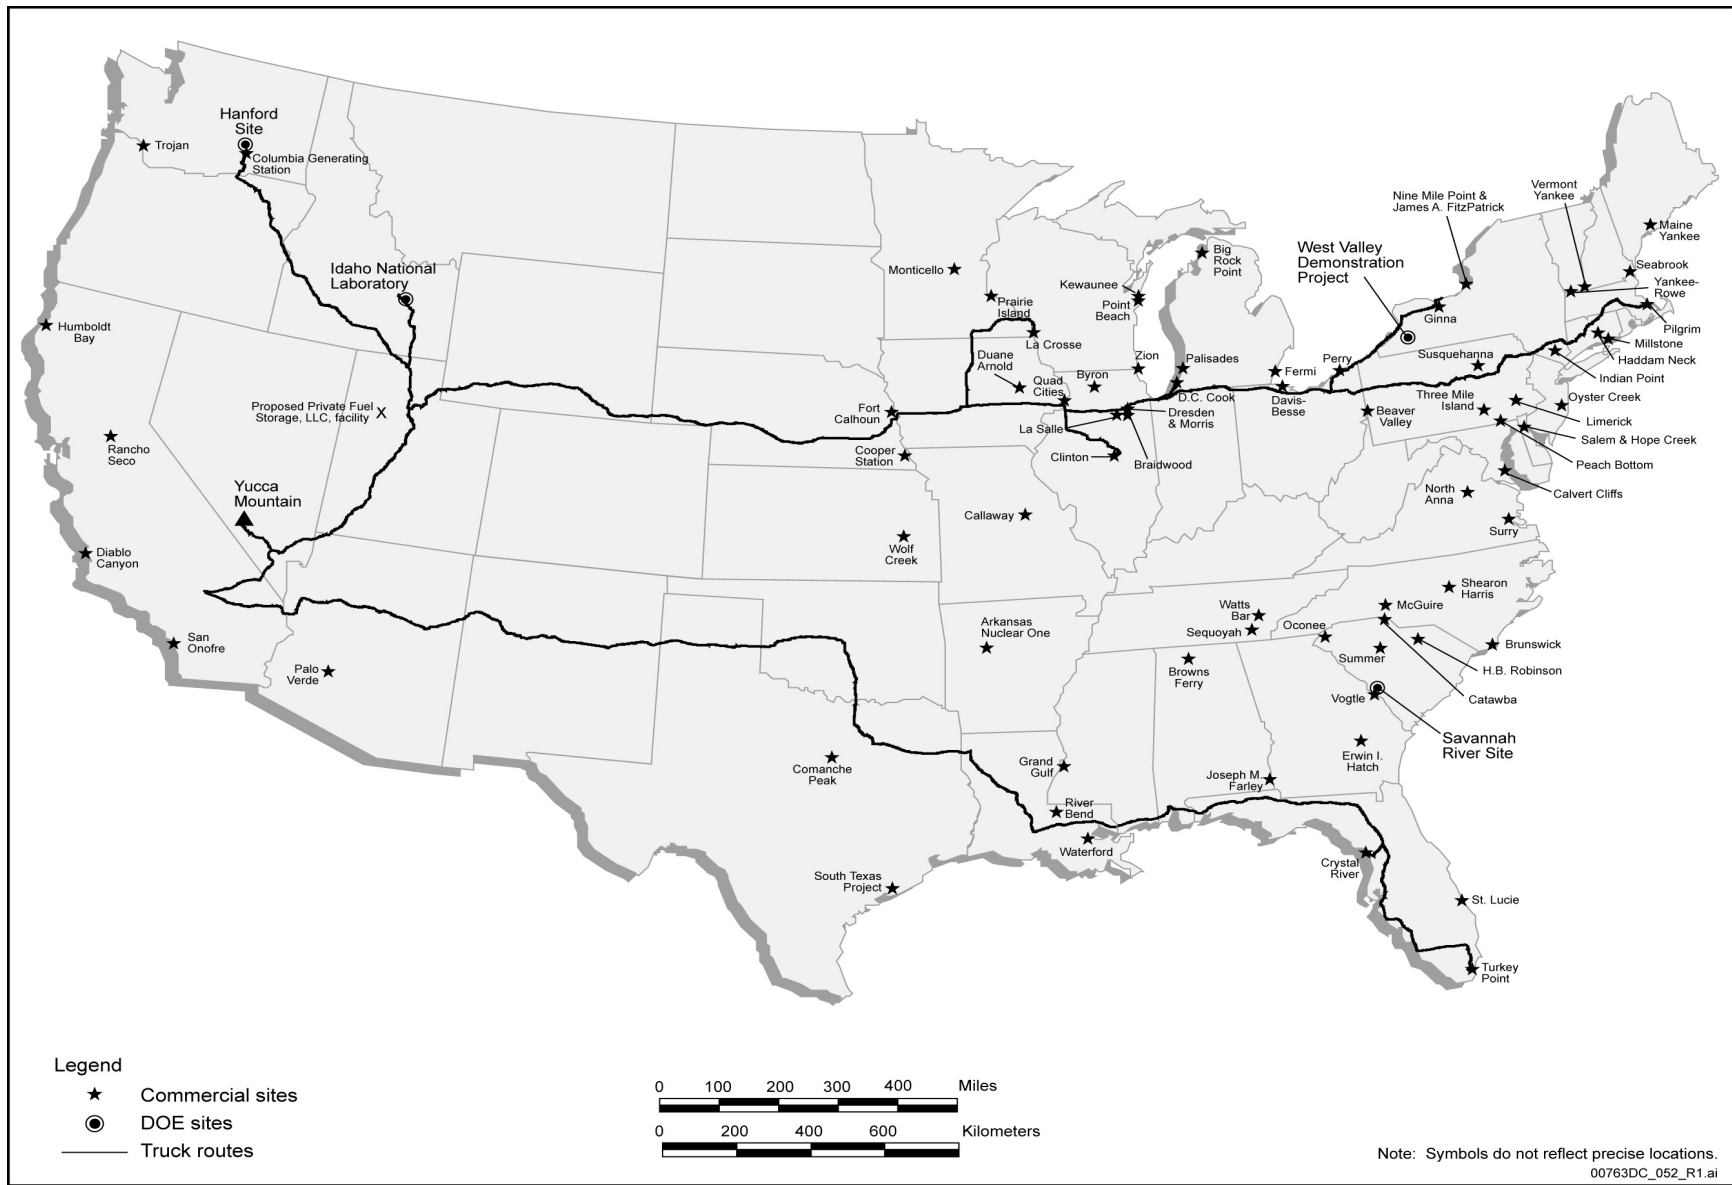 Hanford
Site
Trojan
Columbia Generating
Station
Idaho National
Laboratory
Humboldt
Bay
Proposed Private Fuel
Storage, LLC, facility
X
Rancho
Seco
Yucca
Mountain
Diablo
Canyon
San
Onofre
Palo
Verde
Monticello
Prairie
Island
La Crosse
Kewaunee
Point
Beach
Big
Rock
Point
Duane
Arnold
Quad
Cities
Byron
Zion
Palisades
D.C. Cook
Fort
Calhoun
Cooper
Station
La Salle
Dresden
& Morris
Clinton
Braidwood
Callaway
Wolf
Creek
Fermi
Davis-
Besse
Perry
Beaver
Valley
West Valley
Demonstration
Project
Nine Mile Point &
James A. FitzPatrick
Ginna
Vermont
Yankee
Maine
Yankee
Seabrook
Yankee-
Rowe
Pilgrim
Millstone
Haddam Neck
Indian Point
Susquehanna
Three Mile
Island
Oyster Creek
Limerick
Salem & Hope Creek
Peach Bottom
Calvert Cliffs
North
Anna
Surry
Arkansas
Nuclear One
Watts
Bar
Sequoyah
Browns
Ferry
Oconee
McGuire
Shearon
Harris
Summer
Brunswick
H.B. Robinson
Catawba
Vogtle
Savannah
River Site
Erwin I.
Hatch
Joseph M.
Farley
Comanche
Peak
Grand
Gulf
River
Bend
Waterford
South Texas
Project
Crystal
River
St. Lucie
Turkey
Point
Legend
Commercial sites
DOE sites
Truck routes
0 100 200 300 400 Miles
0 200 400 600 Kilometers
Note: Symbols do not reflect precise locations.
00763DC_052_R1.ai